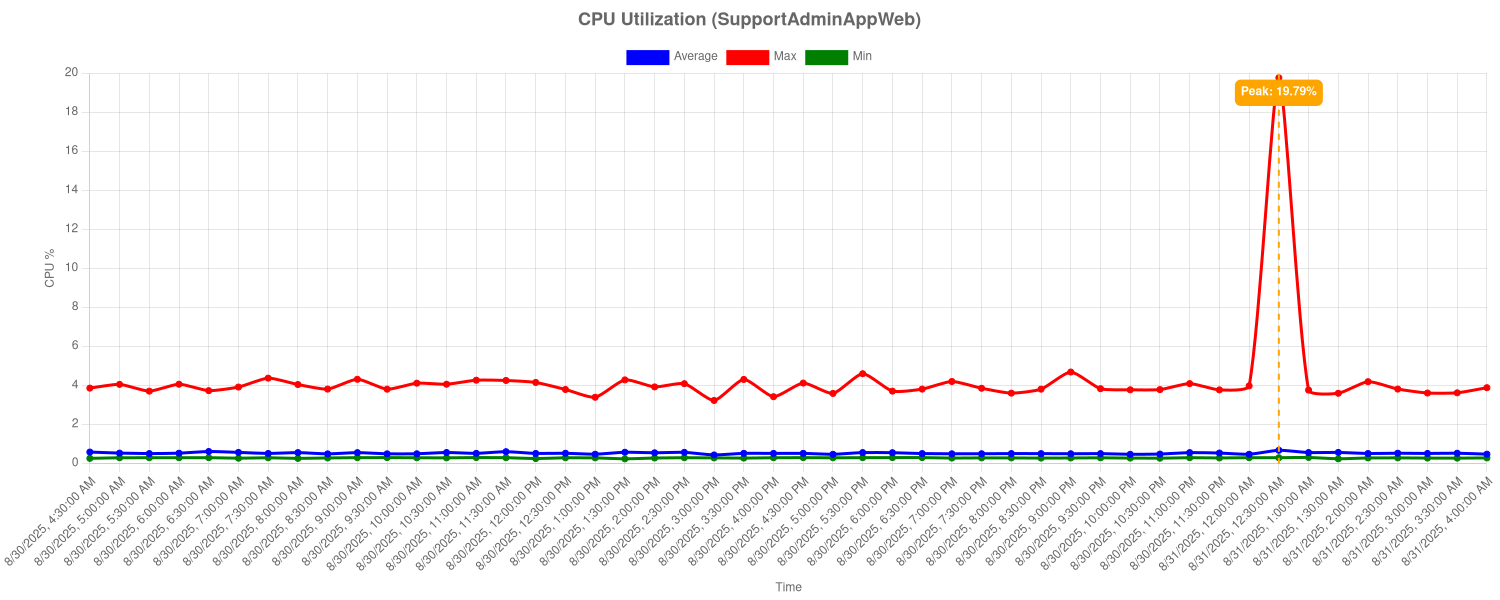 CPU Utilization (SupportAdminAppWeb)
Average Max Min
20
Peak: 19.79%
18
16
14
12
10
8
6
4
2
0
CPU %
8/30/2025, 4:30:00 AM
8/30/2025, 5:00:00 AM
8/30/2025, 5:30:00 AM
8/30/2025, 6:00:00 AM
8/30/2025, 6:30:00 AM
8/30/2025, 7:00:00 AM
8/30/2025, 7:30:00 AM
8/30/2025, 8:00:00 AM
8/30/2025, 8:30:00 AM
8/30/2025, 9:00:00 AM
8/30/2025, 9:30:00 AM
8/30/2025, 10:00:00 AM
8/30/2025, 10:30:00 AM
8/30/2025, 11:00:00 AM
8/30/2025, 11:30:00 AM
8/30/2025, 12:00:00 PM
8/30/2025, 12:30:00 PM
8/30/2025, 1:00:00 PM
8/30/2025, 1:30:00 PM
8/30/2025, 2:00:00 PM
8/30/2025, 2:30:00 PM
8/30/2025, 3:00:00 PM
8/30/2025, 3:30:00 PM
8/30/2025, 4:00:00 PM
8/30/2025, 4:30:00 PM
8/30/2025, 5:00:00 PM
8/30/2025, 5:30:00 PM
8/30/2025, 6:00:00 PM
8/30/2025, 6:30:00 PM
8/30/2025, 7:00:00 PM
8/30/2025, 7:30:00 PM
8/30/2025, 8:00:00 PM
8/30/2025, 8:30:00 PM
8/30/2025, 9:00:00 PM
8/30/2025, 9:30:00 PM
8/30/2025, 10:00:00 PM
8/30/2025, 10:30:00 PM
8/30/2025, 11:00:00 PM
8/30/2025, 11:30:00 PM
8/31/2025, 12:00:00 AM
8/31/2025, 12:30:00 AM
8/31/2025, 1:00:00 AM
8/31/2025, 1:30:00 AM
8/31/2025, 2:00:00 AM
8/31/2025, 2:30:00 AM
8/31/2025, 3:00:00 AM
8/31/2025, 3:30:00 AM
8/31/2025, 4:00:00 AM
Time